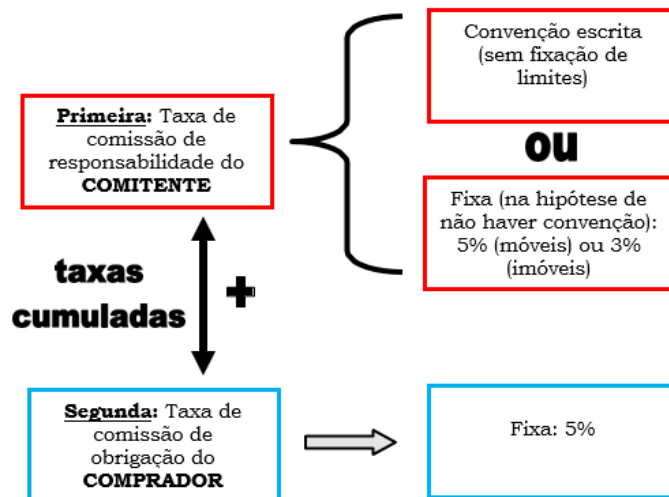 Primeira: Taxa de
comissão de
responsabilidade do
COMITENTE
Convenção escrita
(sem fixação de
limites)
ou
Fixa (na hipótese de
não haver convenção):
5% (móveis) ou 3%
(imóveis)
taxas
cumuladas
+
Segunda: Taxa de
comissão de
obrigação do
COMPRADOR
Fixa: 5%